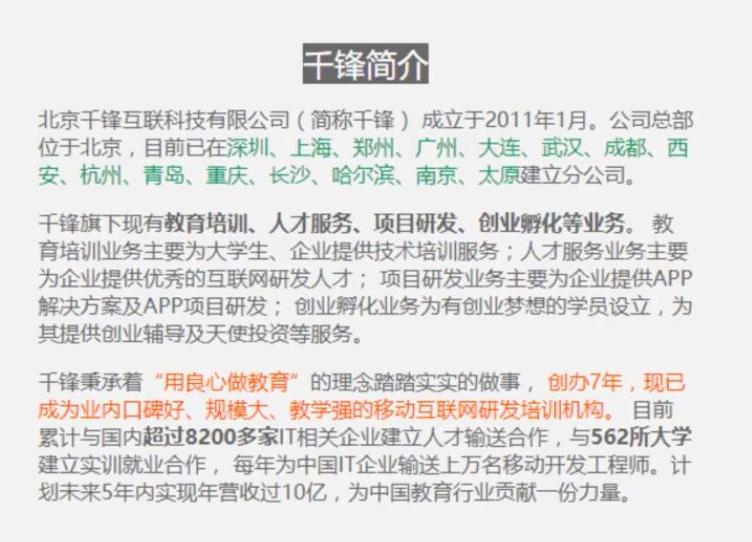 千锋简介
北京千锋互联科技有限公司（简称千锋） 成立于2011年1月。公司总部
位于北京，目前已在深圳、上海、郑州、广州、大连、武汉、成都、西
安、杭州、青岛、重庆、长沙、哈尔滨、南京、太原建立分公司。
千锋旗下现有教育培训、人才服务、项目研发、创业孵化等业务。 教
育培训业务主要为大学生、企业提供技术培训服务；人才服务业务主要
为企业提供优秀的互联网研发人才； 项目研发业务主要为企业提供APP
解决方案及APP项目研发； 创业孵化业务为有创业梦想的学员设立，为
其提供创业辅导及天使投资等服务。
千锋秉承着“用良心做教育”的理念踏踏实实的做事， 创办7年，现已
成为业内口碑好、规模大、教学强的移动互联网研发培训机构。 目前
累计与国内超过8200多家IT相关企业建立人才输送合作，与562所大学
建立实训就业合作， 每年为中国IT企业输送上万名移动开发工程师。计
划未来5年内实现年营收过10亿，为中国教育行业贡献一份力量。